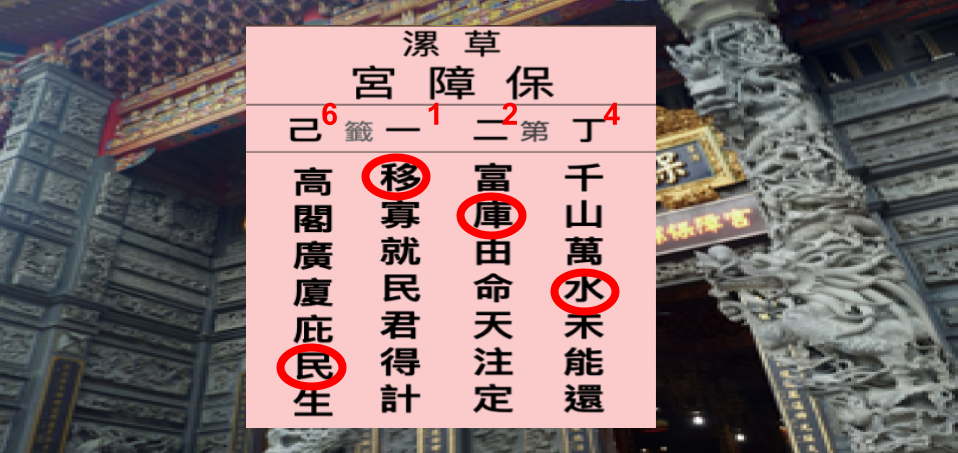 草漯
保障宮
丁4 第 二2 一1 籤 己6
千山萬水未能還
富庫由命天注定
移寡就民君得計
高閣廣廈庇民生
保